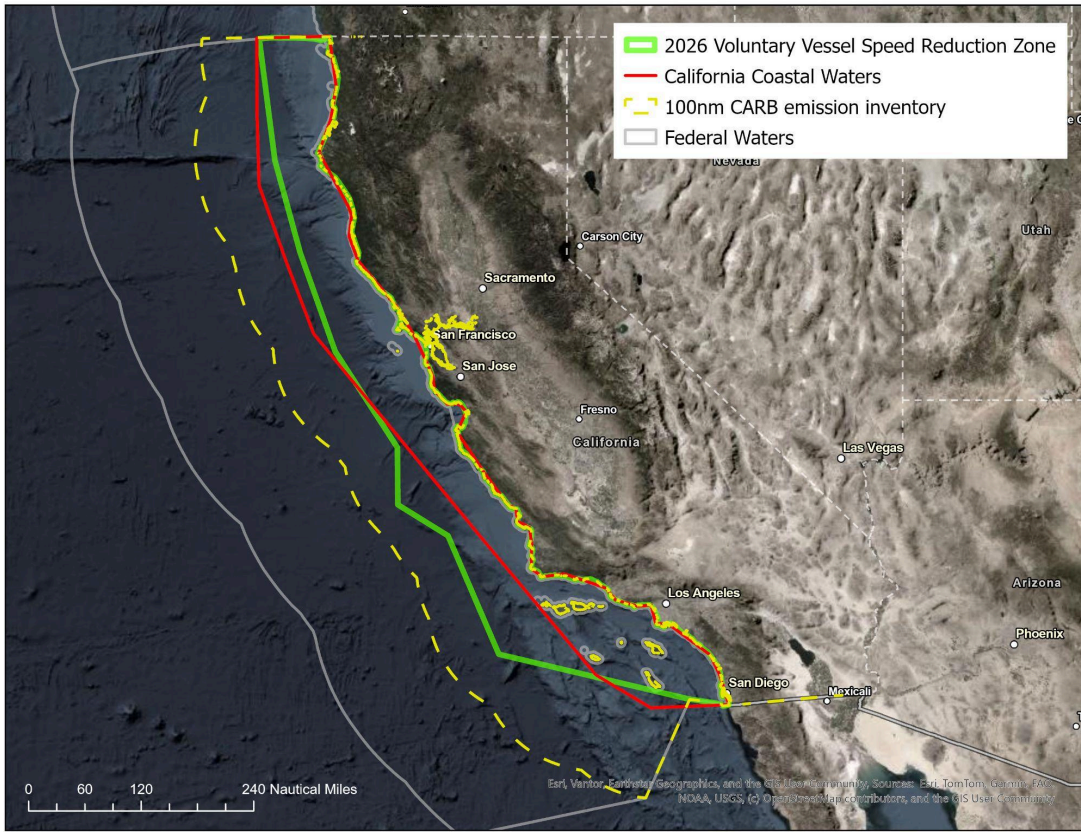 2026 Voluntary Vessel Speed Reduction Zone
California Coastal Waters
100nm CARB emission inventory
Federal Waters
Nevada
Utah
Carson City
Sacramento
San Francisco
San Jose
Fresno
California
Las Vegas
Los Angeles
Arizona
Phoenix
San Diego
Mexicali
0 60 120 240 Nautical Miles
Esri, Vantor, Earthstar Geographics, and the GIS User Community, Sources: Esri, TomTom, Garmin, FAO,
NOAA, USGS, (c) OpenStreetMap contributors, and the GIS User Community